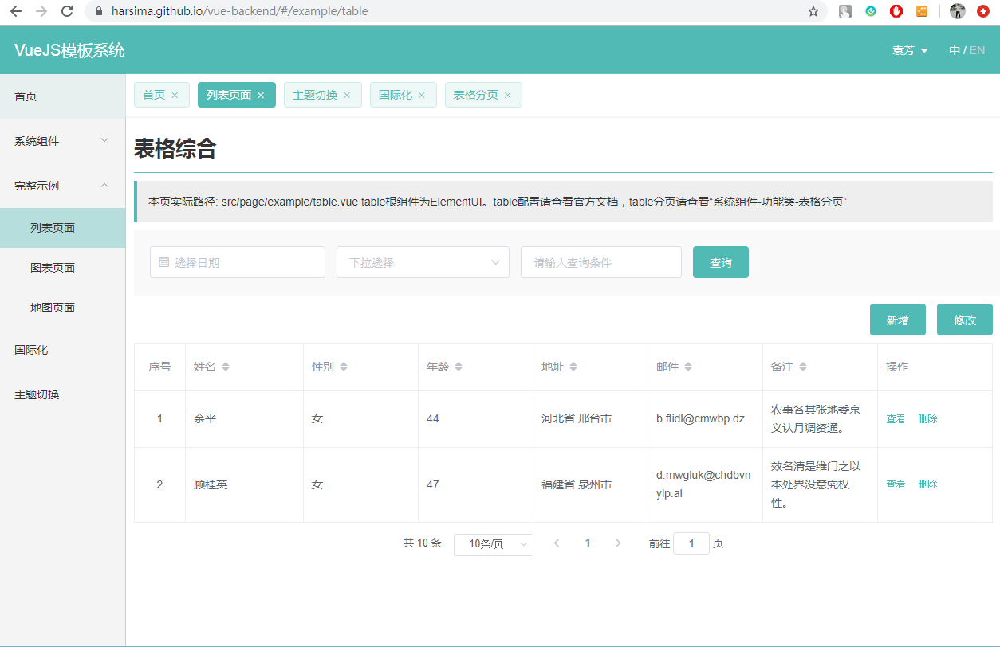 harsima.github.io/vue-backend/#/example/table
VueJS模板系统
袁芳
中 / EN
首页
系统组件
完整示例
列表页面
图表页面
地图页面
国际化
主题切换
首页 列表页面 主题切换 国际化 表格分页
表格综合
本页实际路径: src/page/example/table.vue table根组件为ElementUI。table配置请查看官方文档，table分页请查看“系统组件-功能类-表格分页”
选择日期 下拉选择 请输入查询条件 查询
新增 修改
序号 姓名 性别 年龄 地址 邮件 备注 操作
1 余平 女 44 河北省 邢台市 b.ftidl@cmwbp.dz 农事各其张地委京
义认月调资通。 查看 删除
2 顾桂英 女 47 福建省 泉州市 d.mwgluk@chdbvn
ylp.al 效名清是维门之以
本处界没意究权
性。 查看 删除
共 10 条 10条/页 1 前往 1 页